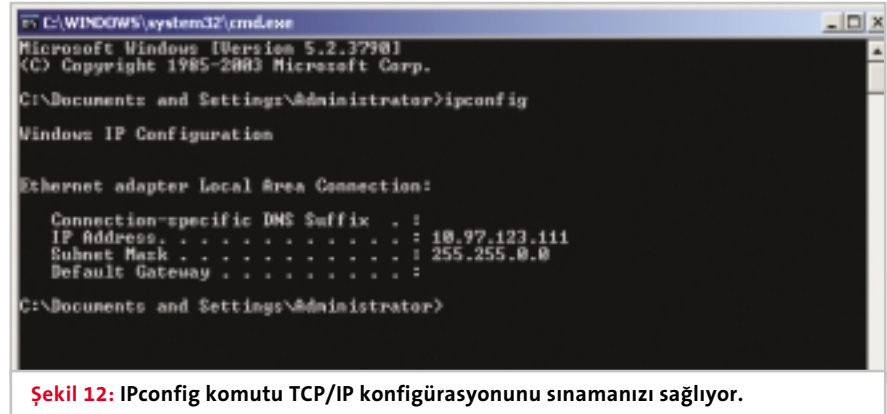 C:\WINDOWS\system32\cmd.exe
Microsoft Windows [Version 5.2.3790]
(C) Copyright 1985-2003 Microsoft Corp.
C:\Documents and Settings\Administrator>ipconfig
Windows IP Configuration
Ethernet adapter Local Area Connection:
Connection-specific DNS Suffix . :
IP Address. . . . . . . . . . . . : 10.97.123.111
Subnet Mask . . . . . . . . . . . : 255.255.0.0
Default Gateway . . . . . . . . . :
C:\Documents and Settings\Administrator>
Şekil 12: IPconfig komutu TCP/IP konfigürasyonunu sınamanızı sağlıyor.